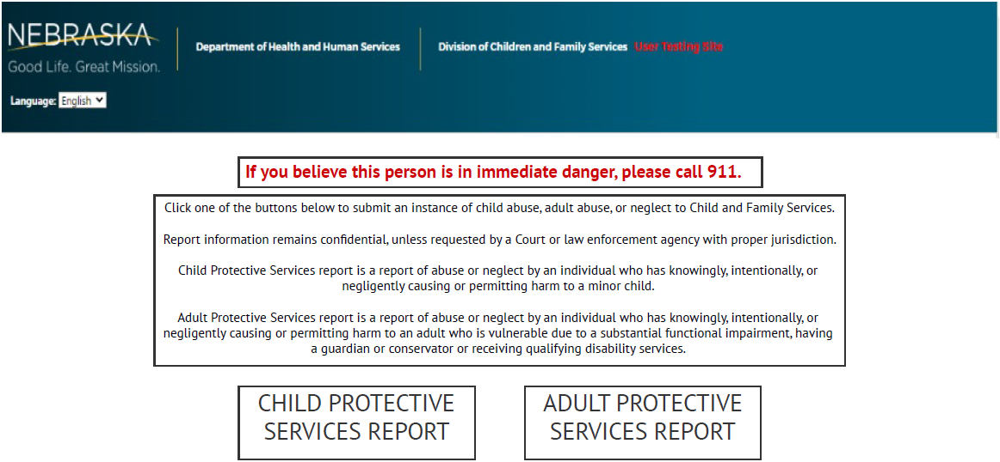 NEBRASKA
Good Life. Great Mission.
Department of Health and Human Services
Division of Children and Family Services User Testing Site
Language: English
If you believe this person is in immediate danger, please call 911.
Click one of the buttons below to submit an instance of child abuse, adult abuse, or neglect to Child and Family Services.
Report information remains confidential, unless requested by a Court or law enforcement agency with proper jurisdiction.
Child Protective Services report is a report of abuse or neglect by an individual who has knowingly, intentionally, or
negligently causing or permitting harm to a minor child.
Adult Protective Services report is a report of abuse or neglect by an individual who has knowingly, intentionally, or
negligently causing or permitting harm to an adult who is vulnerable due to a substantial functional impairment, having
a guardian or conservator or receiving qualifying disability services.
CHILD PROTECTIVE
SERVICES REPORT
ADULT PROTECTIVE
SERVICES REPORT